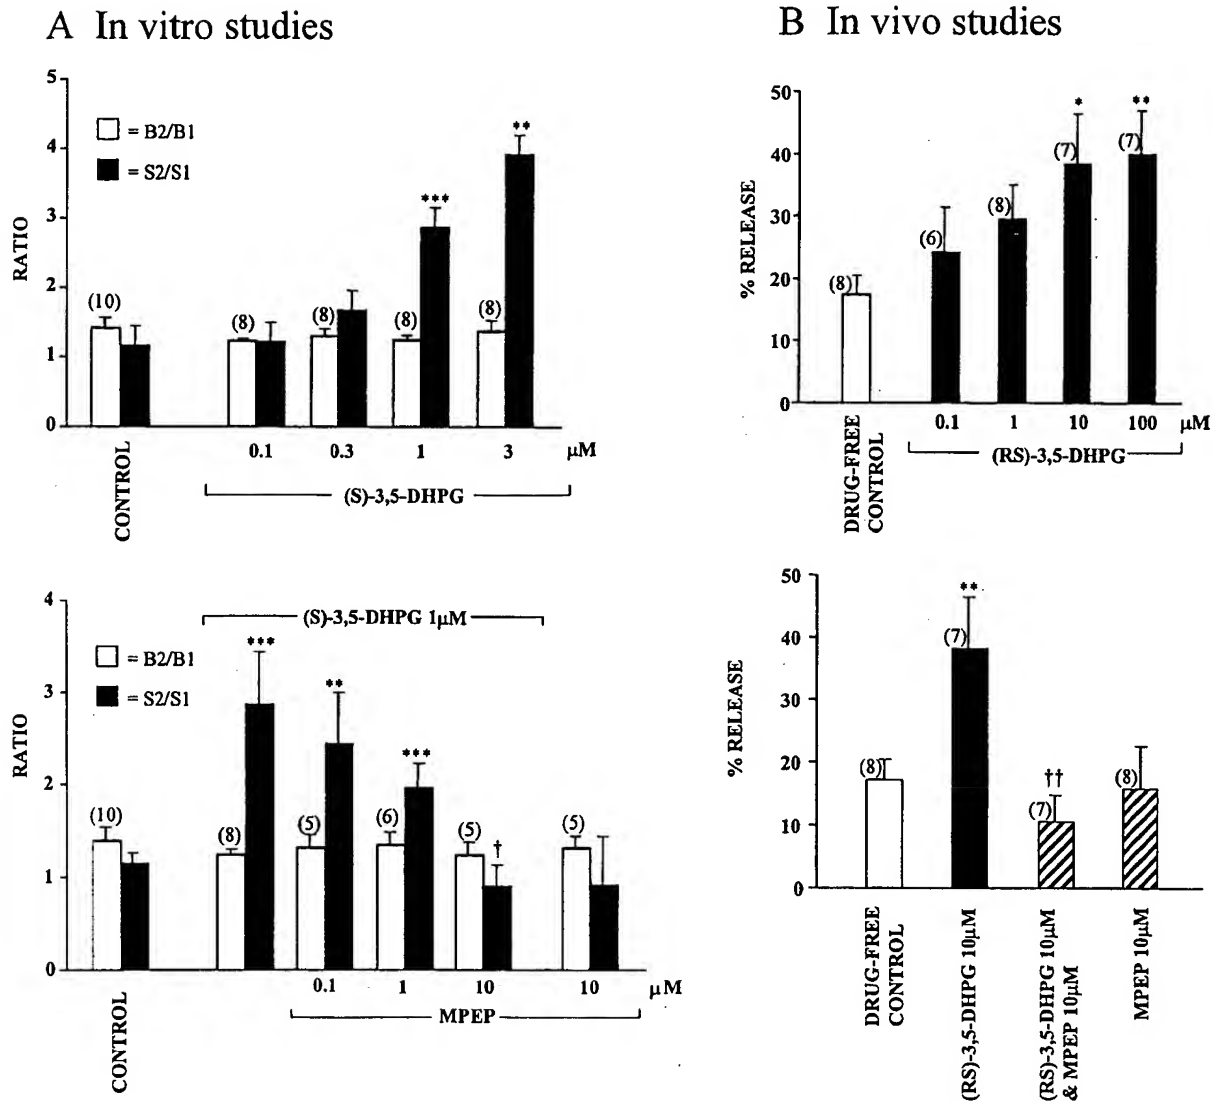 A In vitro studies
5
4
3
2
1
0
RATIO
= B2/B1
= S2/S1
(10)
(8)
(8)
(8)
***
(8)
**
0.1 0.3 1 3 μM
CONTROL
(S)-3,5-DHPG
4
3
2
1
0
RATIO
(S)-3,5-DHPG 1μM
= B2/B1
= S2/S1
(10)
(8)
***
(5)
**
(6)
***
(5)
†
(5)
0.1 1 10 10 μM
MPEP
CONTROL
B In vivo studies
50
40
30
20
10
0
% RELEASE
(8)
(6)
(8)
(7)
*
(7)
**
0.1 1 10 100 μM
(RS)-3,5-DHPG
DRUG-FREE
CONTROL
50
40
30
20
10
0
% RELEASE
(8)
(7)
**
(7)
††
(8)
DRUG-FREE
CONTROL
(RS)-3,5-DHPG 10μM
(RS)-3,5-DHPG 10μM
& MPEP 10μM
MPEP 10μM